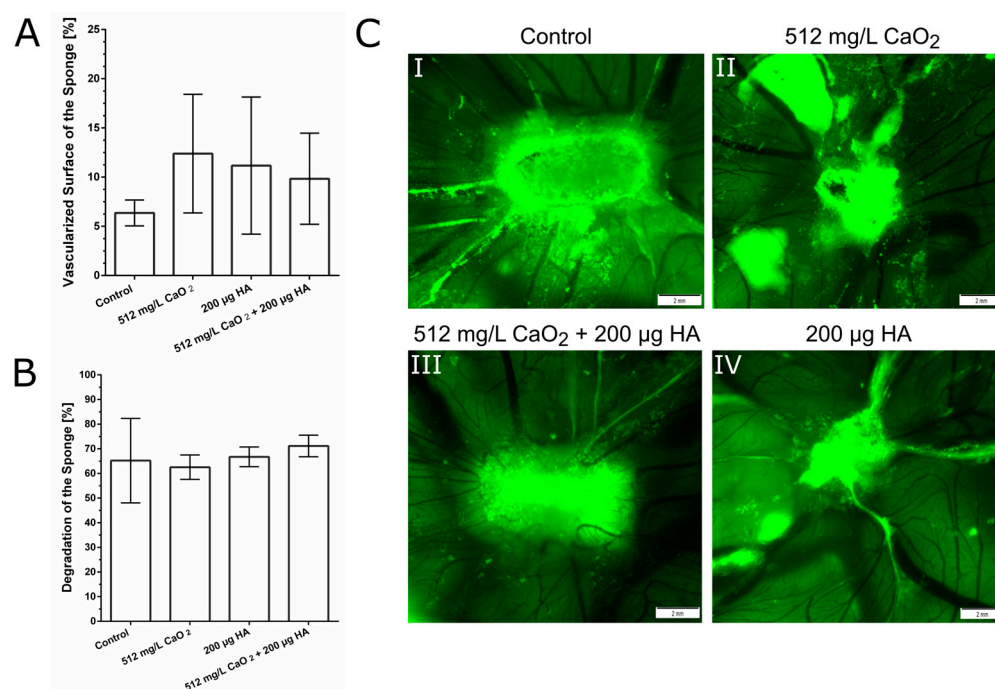 A
Vascularized Surface of the Sponge [%]
25
20
15
10
5
0
Control
512 mg/L CaO₂
200 µg HA
512 mg/L CaO₂ + 200 µg HA
B
Degradation of the Sponge [%]
100
90
80
70
60
50
40
30
20
10
0
Control
512 mg/L CaO₂
200 µg HA
512 mg/L CaO₂ + 200 µg HA
C
Control
I
2 mm
512 mg/L CaO₂
II
2 mm
512 mg/L CaO₂ + 200 µg HA
III
2 mm
200 µg HA
IV
2 mm